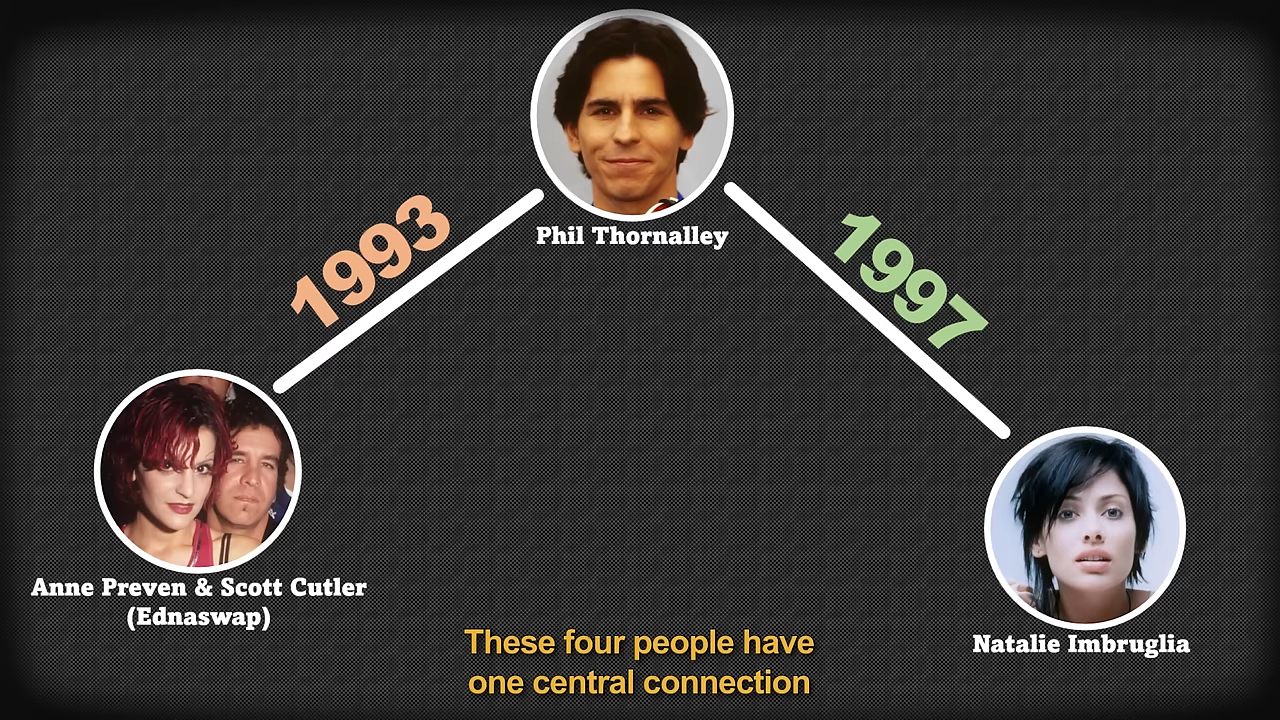 Phil Thornalley
1993
1997
Anne Preven & Scott Cutler
(Ednaswap)
Natalie Imbruglia
These four people have
one central connection